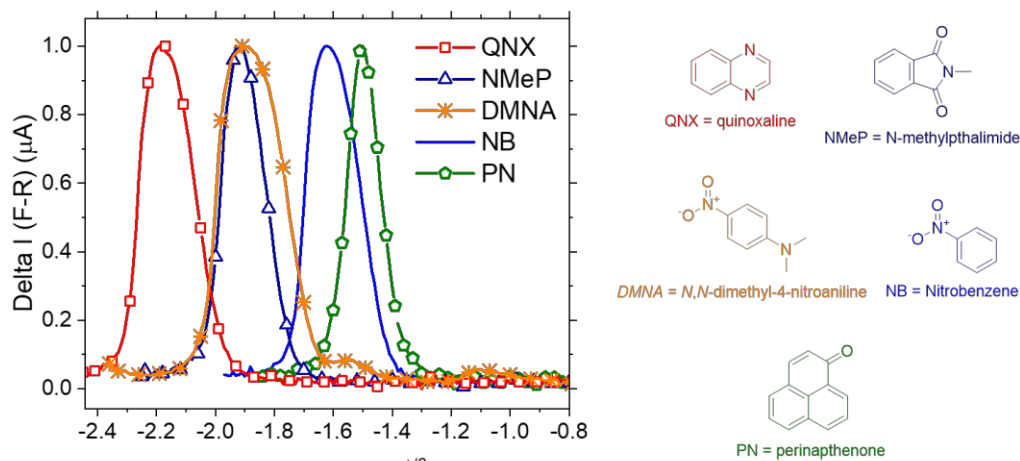 Delta I (F-R) (μA)
1.0
0.8
0.6
0.4
0.2
0.0
-2.4 -2.2 -2.0 -1.8 -1.6 -1.4 -1.2 -1.0 -0.8
QNX
NMeP
DMNA
NB
PN
N
N
QNX = quinoxaline
O
N
O
NMeP = N-methylpthalimide
O
N+
-O
N
DMNA = N,N-dimethyl-4-nitroaniline
O
N+
-O
NB = Nitrobenzene
O
PN = perinapthenone